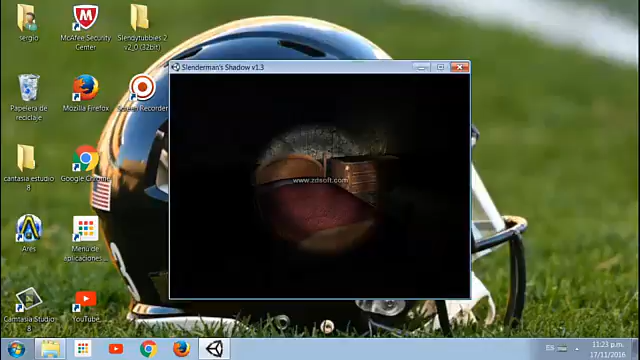 sergio
McAfee Security
Center
Slendytubbies 2
v2_0 (32bit)
Papelera de
reciclaje
Mozilla Firefox
Screen Recorder
camtasia estudio
8
Google Chrome
Ares
Menú de
aplicaciones...
Camtasia Studio
8
YouTube
Slenderman's Shadow v1.3
www.zdsoft.com
ES
11:23 p.m.
17/11/2016